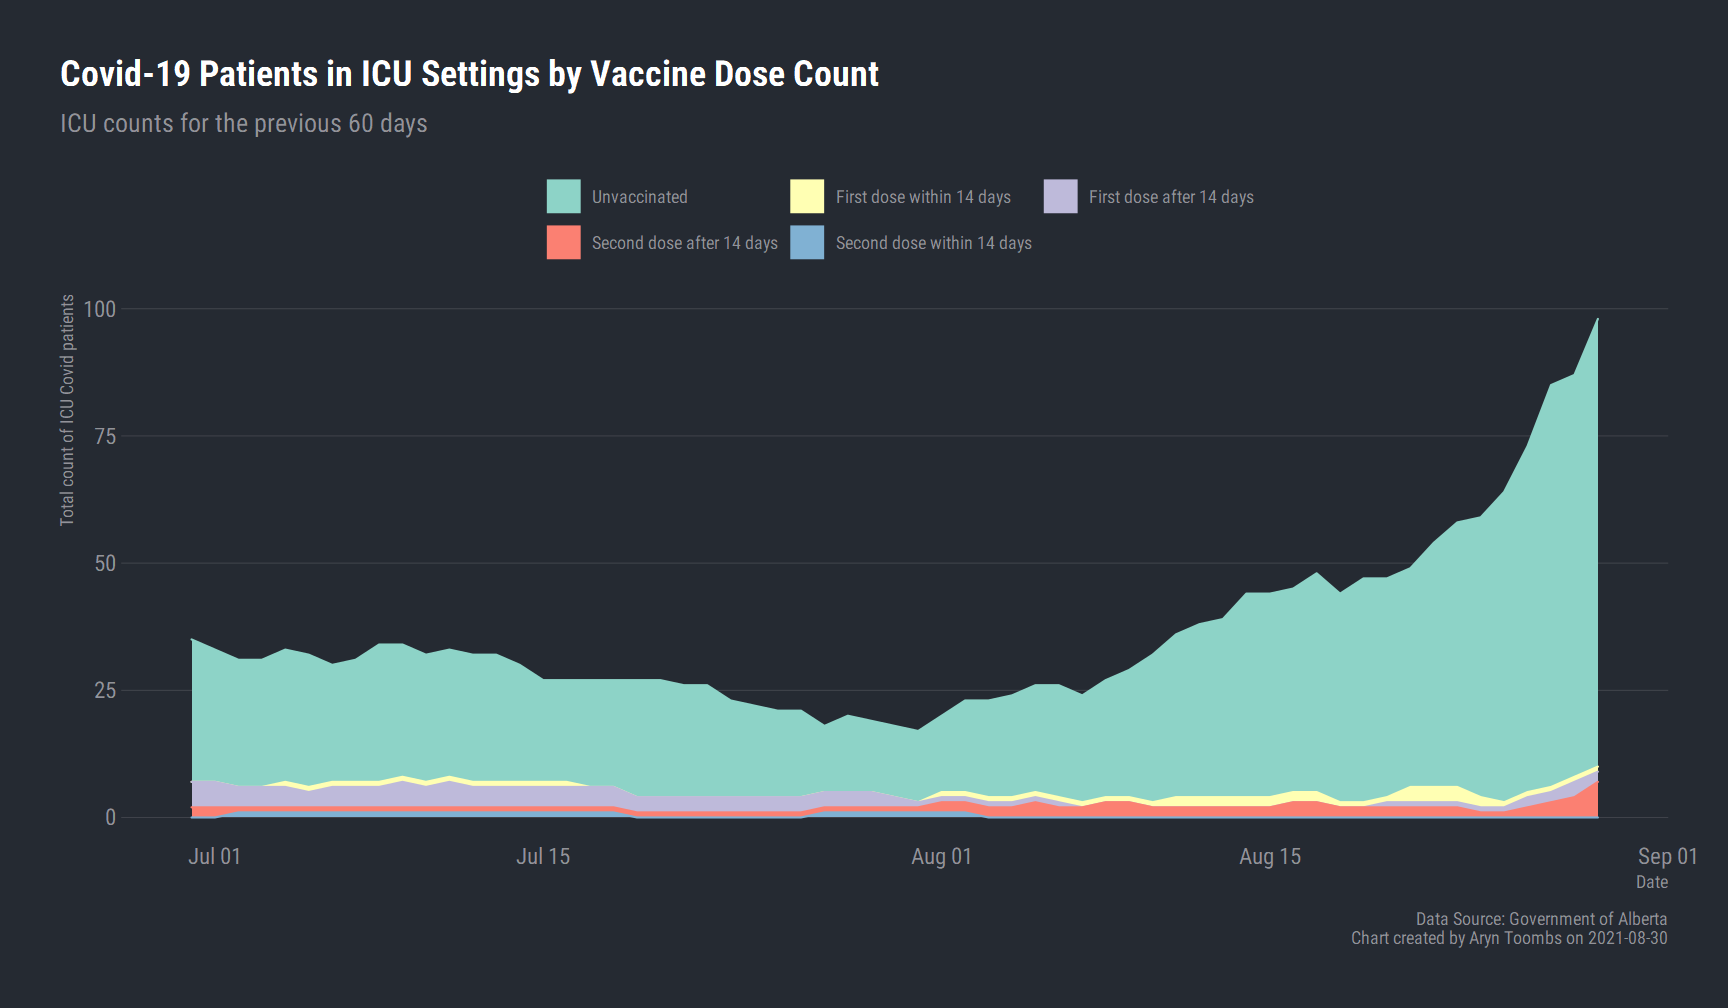 Covid-19 Patients in ICU Settings by Vaccine Dose Count
ICU counts for the previous 60 days
Unvaccinated
First dose within 14 days
First dose after 14 days
Second dose after 14 days
Second dose within 14 days
Total count of ICU Covid patients
100
75
50
25
0
Jul 01
Jul 15
Aug 01
Aug 15
Sep 01
Date
Data Source: Government of Alberta
Chart created by Aryn Toombs on 2021-08-30